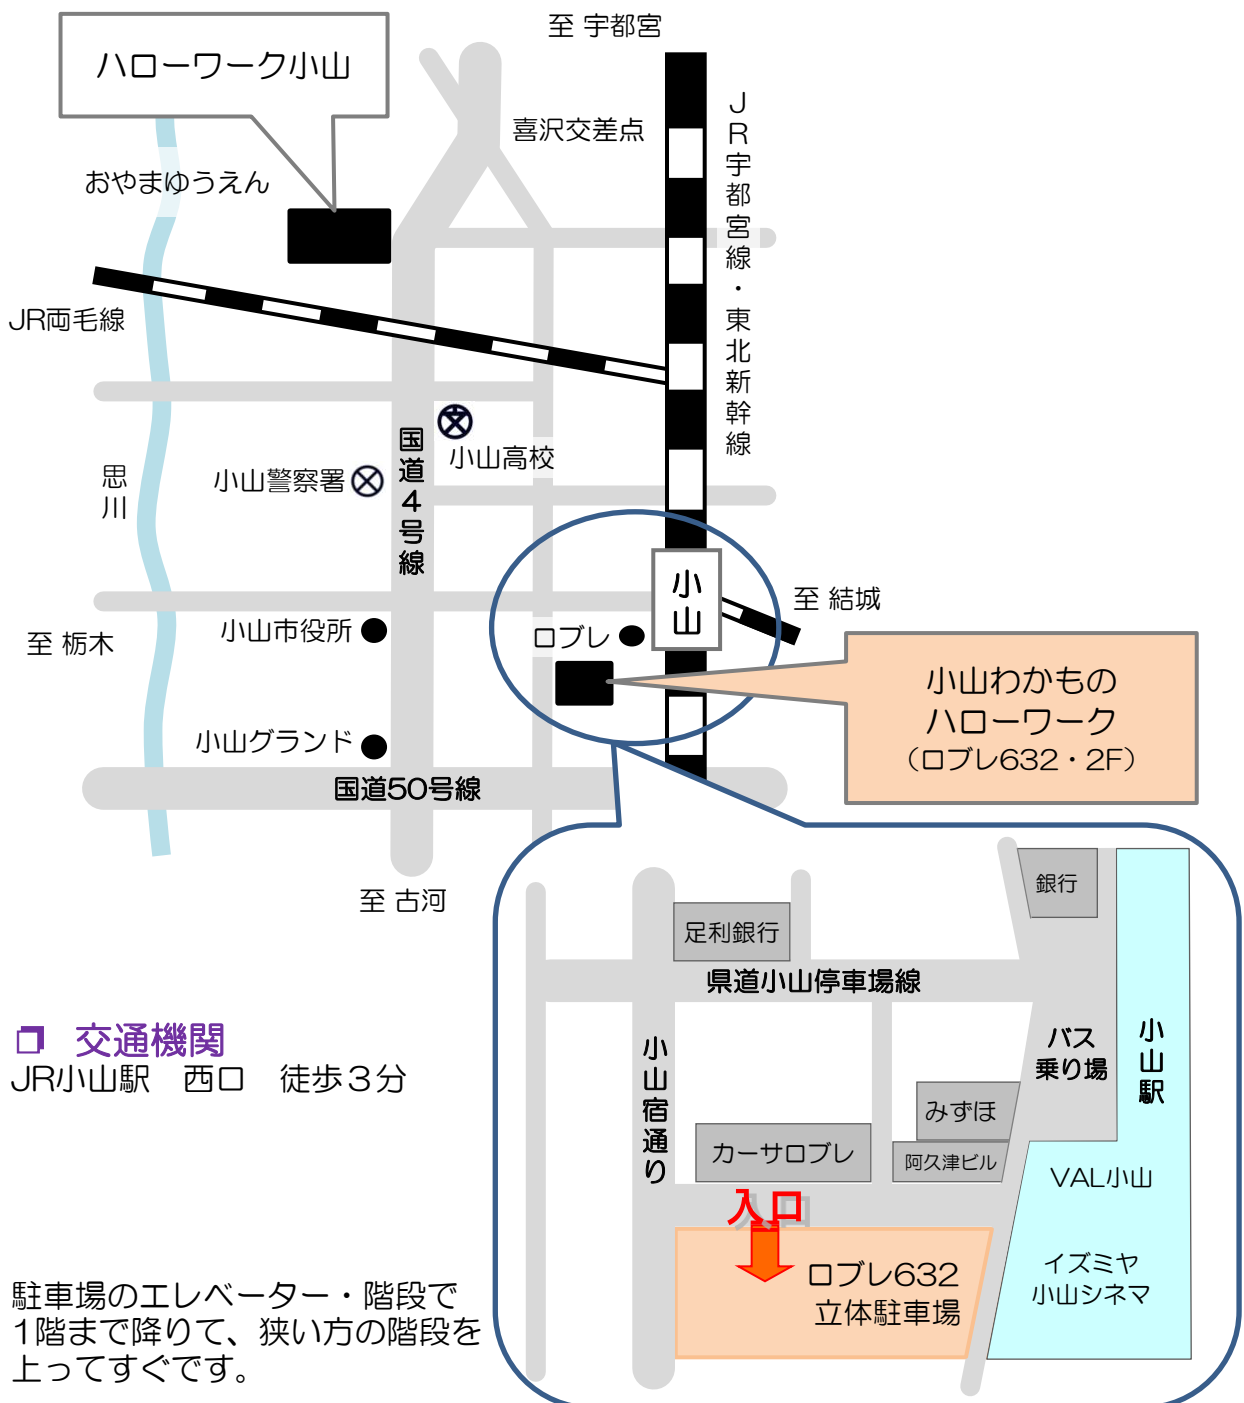 至 宇都宮
ハローワーク小山
喜沢交差点
JR宇都宮線・東北新幹線
おやまゆうえん
JR両毛線
国道4号線
小山高校
小山警察署
思川
小山
至 結城
至 栃木
小山市役所
ロブレ
小山わかもの
ハローワーク
（ロブレ632・2F）
小山グランド
国道50号線
至 古河
銀行
足利銀行
県道小山停車場線
小山宿通り
バス
乗り場
小山駅
みずほ
カーサロブレ
阿久津ビル
VAL小山
入口
イズミヤ
小山シネマ
ロブレ632
立体駐車場
❒ 交通機関
JR小山駅　西口　徒歩３分
駐車場のエレベーター・階段で
1階まで降りて、狭い方の階段を
上ってすぐです。